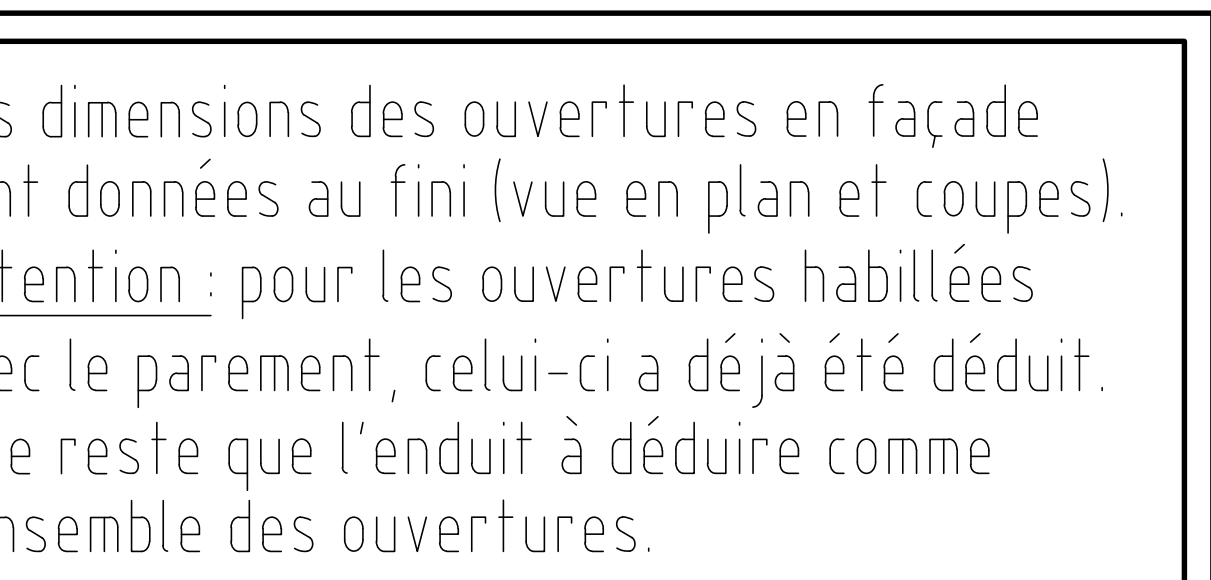 s dimensions des ouvertures en façade
nt données au fini (vue en plan et coupes).
tention : pour les ouvertures habillées
ec le parement, celui-ci a déjà été déduit.
e reste que l'enduit à déduire comme
nsemble des ouvertures.